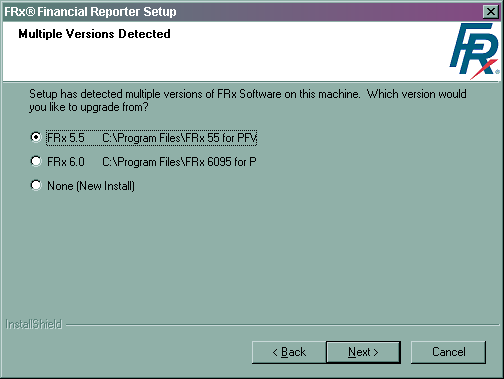 FRx® Financial Reporter Setup
Multiple Versions Detected
FRx®
Setup has detected multiple versions of FRx Software on this machine. Which version would
you like to upgrade from?
FRx 5.5 C:\Program Files\FRx 55 for PFW
FRx 6.0 C:\Program Files\FRx 6095 for P
None (New Install)
InstallShield
< Back Next > Cancel